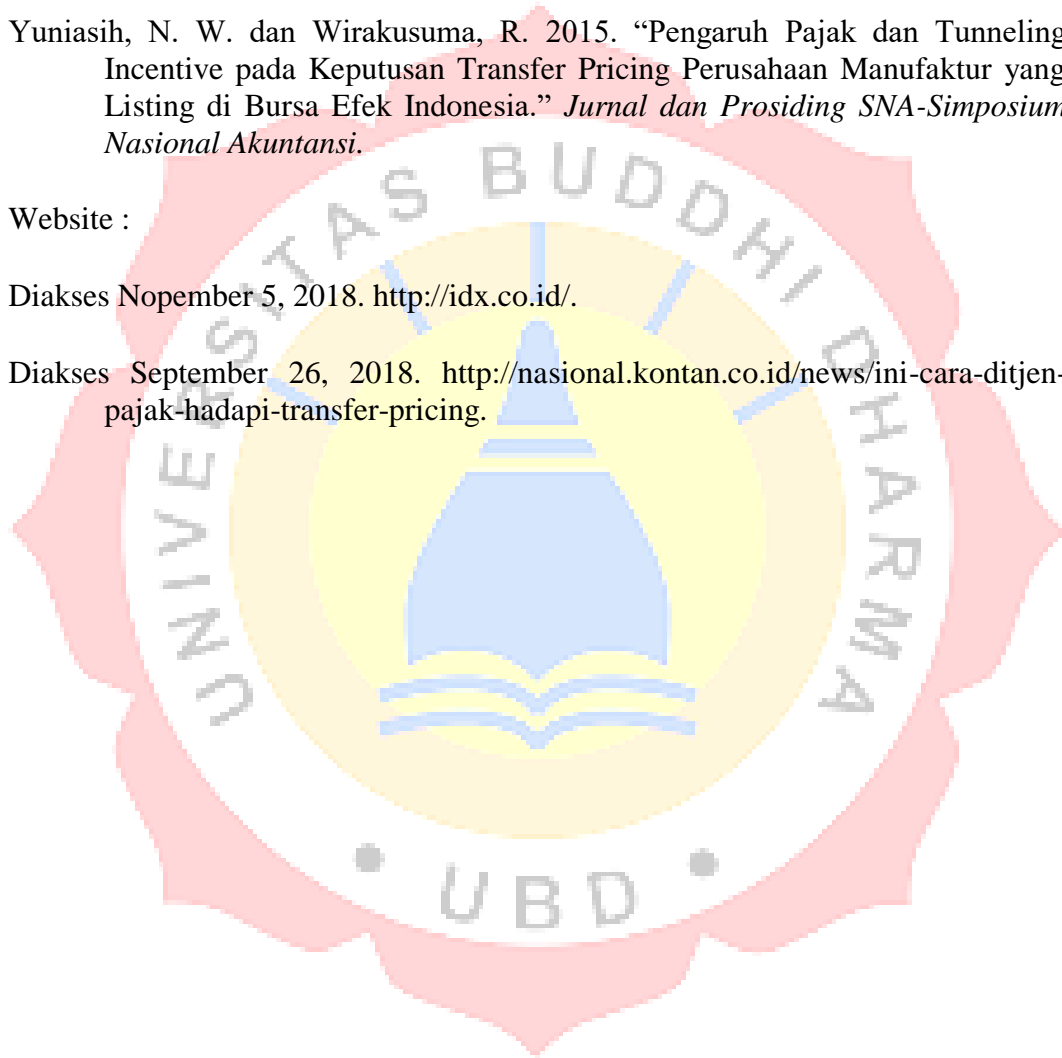 Yuniasih, N. W. dan Wirakusuma, R. 2015. “Pengaruh Pajak dan Tunneling
Incentive pada Keputusan Transfer Pricing Perusahaan Manufaktur yang
Listing di Bursa Efek Indonesia.” Jurnal dan Prosiding SNA-Simposium
Nasional Akuntansi.
Website :
Diakses Nopember 5, 2018. http://idx.co.id/.
Diakses September 26, 2018. http://nasional.kontan.co.id/news/ini-cara-ditjen-
pajak-hadapi-transfer-pricing.
UNIVERSITAS BUDDHI DHARMA
• UBD •